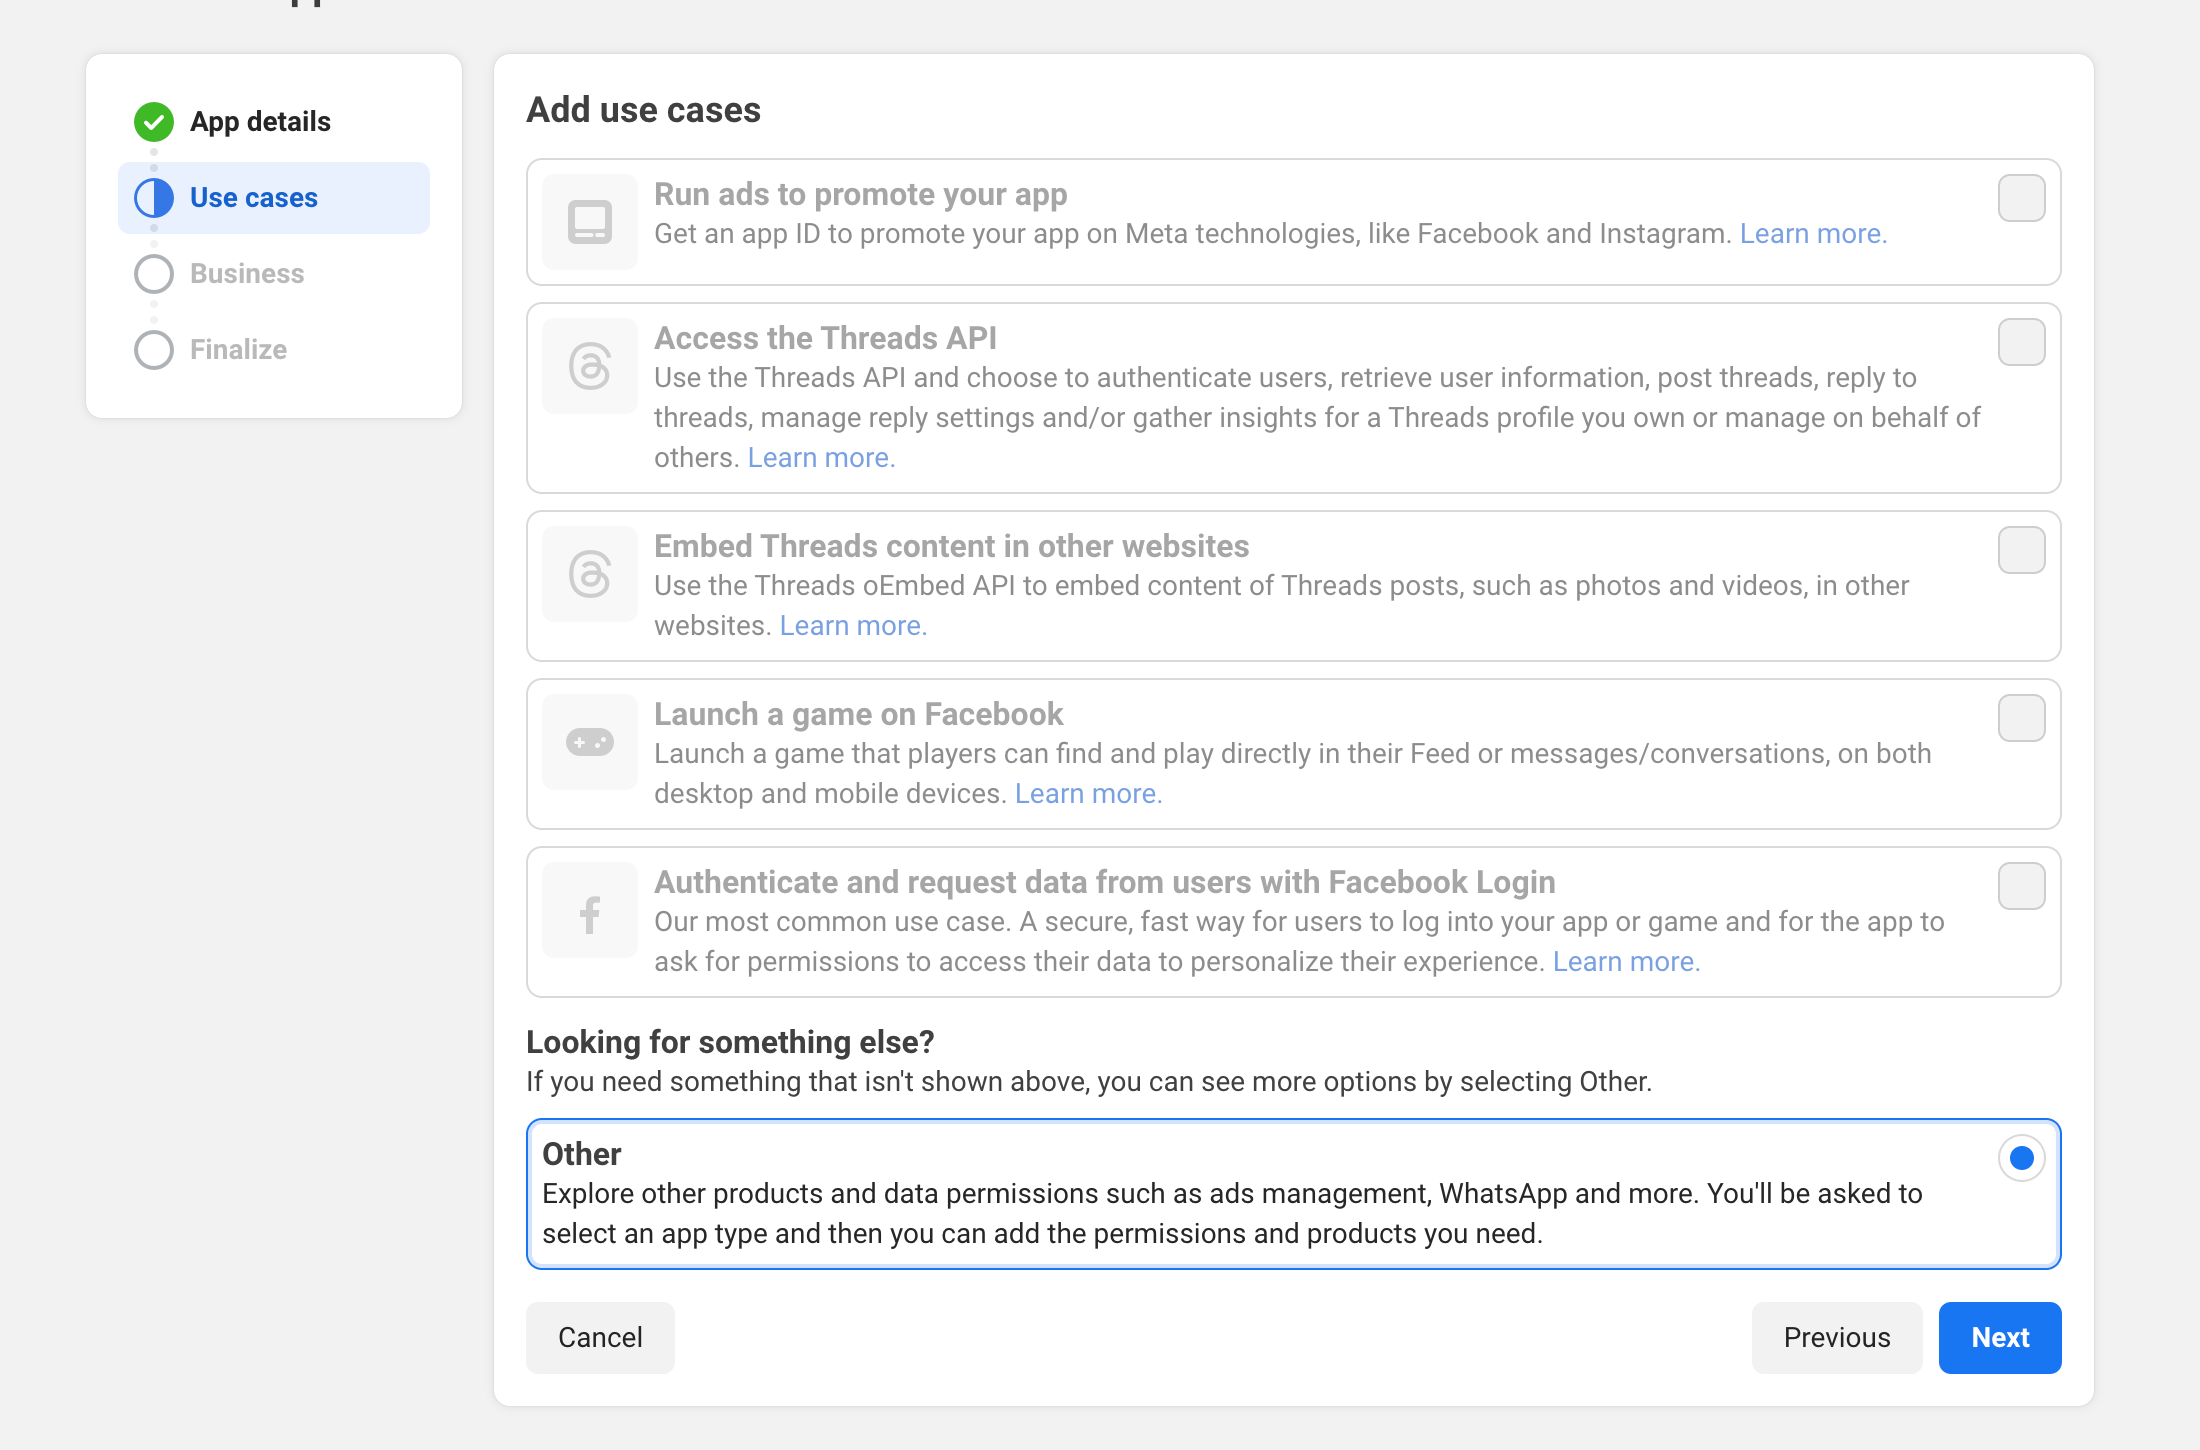 App details
Use cases
Business
Finalize
Add use cases
Run ads to promote your app
Get an app ID to promote your app on Meta technologies, like Facebook and Instagram. Learn more.
Access the Threads API
Use the Threads API and choose to authenticate users, retrieve user information, post threads, reply to
threads, manage reply settings and/or gather insights for a Threads profile you own or manage on behalf of
others. Learn more.
Embed Threads content in other websites
Use the Threads oEmbed API to embed content of Threads posts, such as photos and videos, in other
websites. Learn more.
Launch a game on Facebook
Launch a game that players can find and play directly in their Feed or messages/conversations, on both
desktop and mobile devices. Learn more.
Authenticate and request data from users with Facebook Login
Our most common use case. A secure, fast way for users to log into your app or game and for the app to
ask for permissions to access their data to personalize their experience. Learn more.
Looking for something else?
If you need something that isn't shown above, you can see more options by selecting Other.
Other
Explore other products and data permissions such as ads management, WhatsApp and more. You'll be asked to
select an app type and then you can add the permissions and products you need.
Cancel
Previous
Next